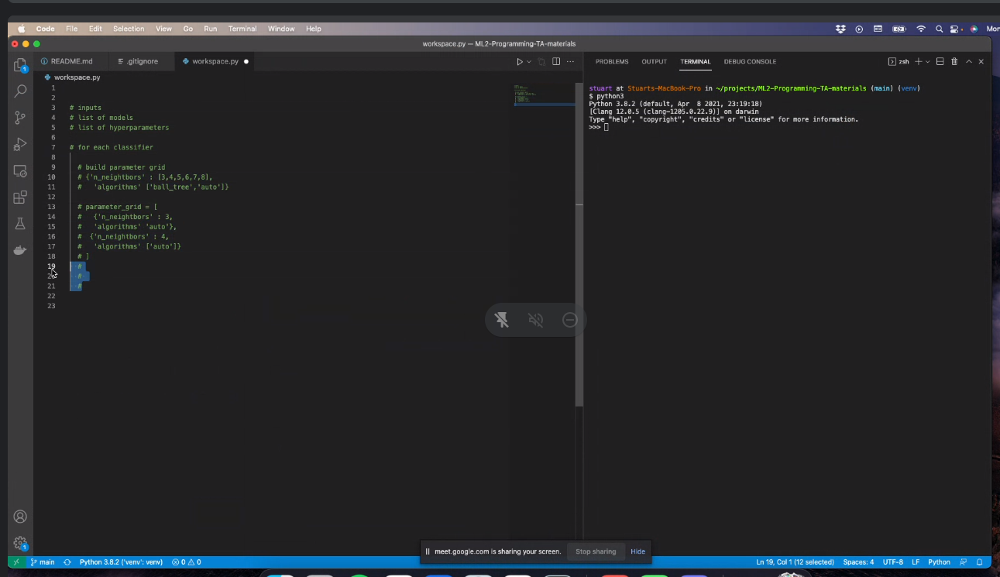 Code File Edit Selection View Go Run Terminal Window Help Mon
workspace.py — ML2-Programming-TA-materials
README.md .gitignore workspace.py
PROBLEMS OUTPUT TERMINAL DEBUG CONSOLE zsh
workspace.py
1
2
3 # inputs
4 # list of models
5 # list of hyperparameters
6
7 # for each classifier
8
9 # build parameter grid
10 # {'n_neightbors' : [3,4,5,6,7,8],
11 # 'algorithms' ['ball_tree','auto']}
12
13 # parameter_grid = [
14 # {'n_neightbors' : 3,
15 # 'algorithms' 'auto'},
16 # {'n_neightbors' : 4,
17 # 'algorithms' ['auto']}
18 # ]
19 #
20 #
21 #
22
23
stuart at Stuarts-MacBook-Pro in ~/projects/ML2-Programming-TA-materials (main) (venv)
$ python3
Python 3.8.2 (default, Apr 8 2021, 23:19:18)
[Clang 12.0.5 (clang-1205.0.22.9)] on darwin
Type "help", "copyright", "credits" or "license" for more information.
>>>
meet.google.com is sharing your screen. Stop sharing Hide
main Python 3.8.2 ('venv': venv) 0 0 Ln 19, Col 1 (12 selected) Spaces: 4 UTF-8 LF Python